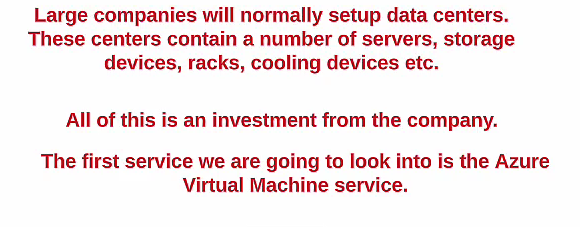 Large companies will normally setup data centers.
These centers contain a number of servers, storage
devices, racks, cooling devices etc.
All of this is an investment from the company.
The first service we are going to look into is the Azure
Virtual Machine service.